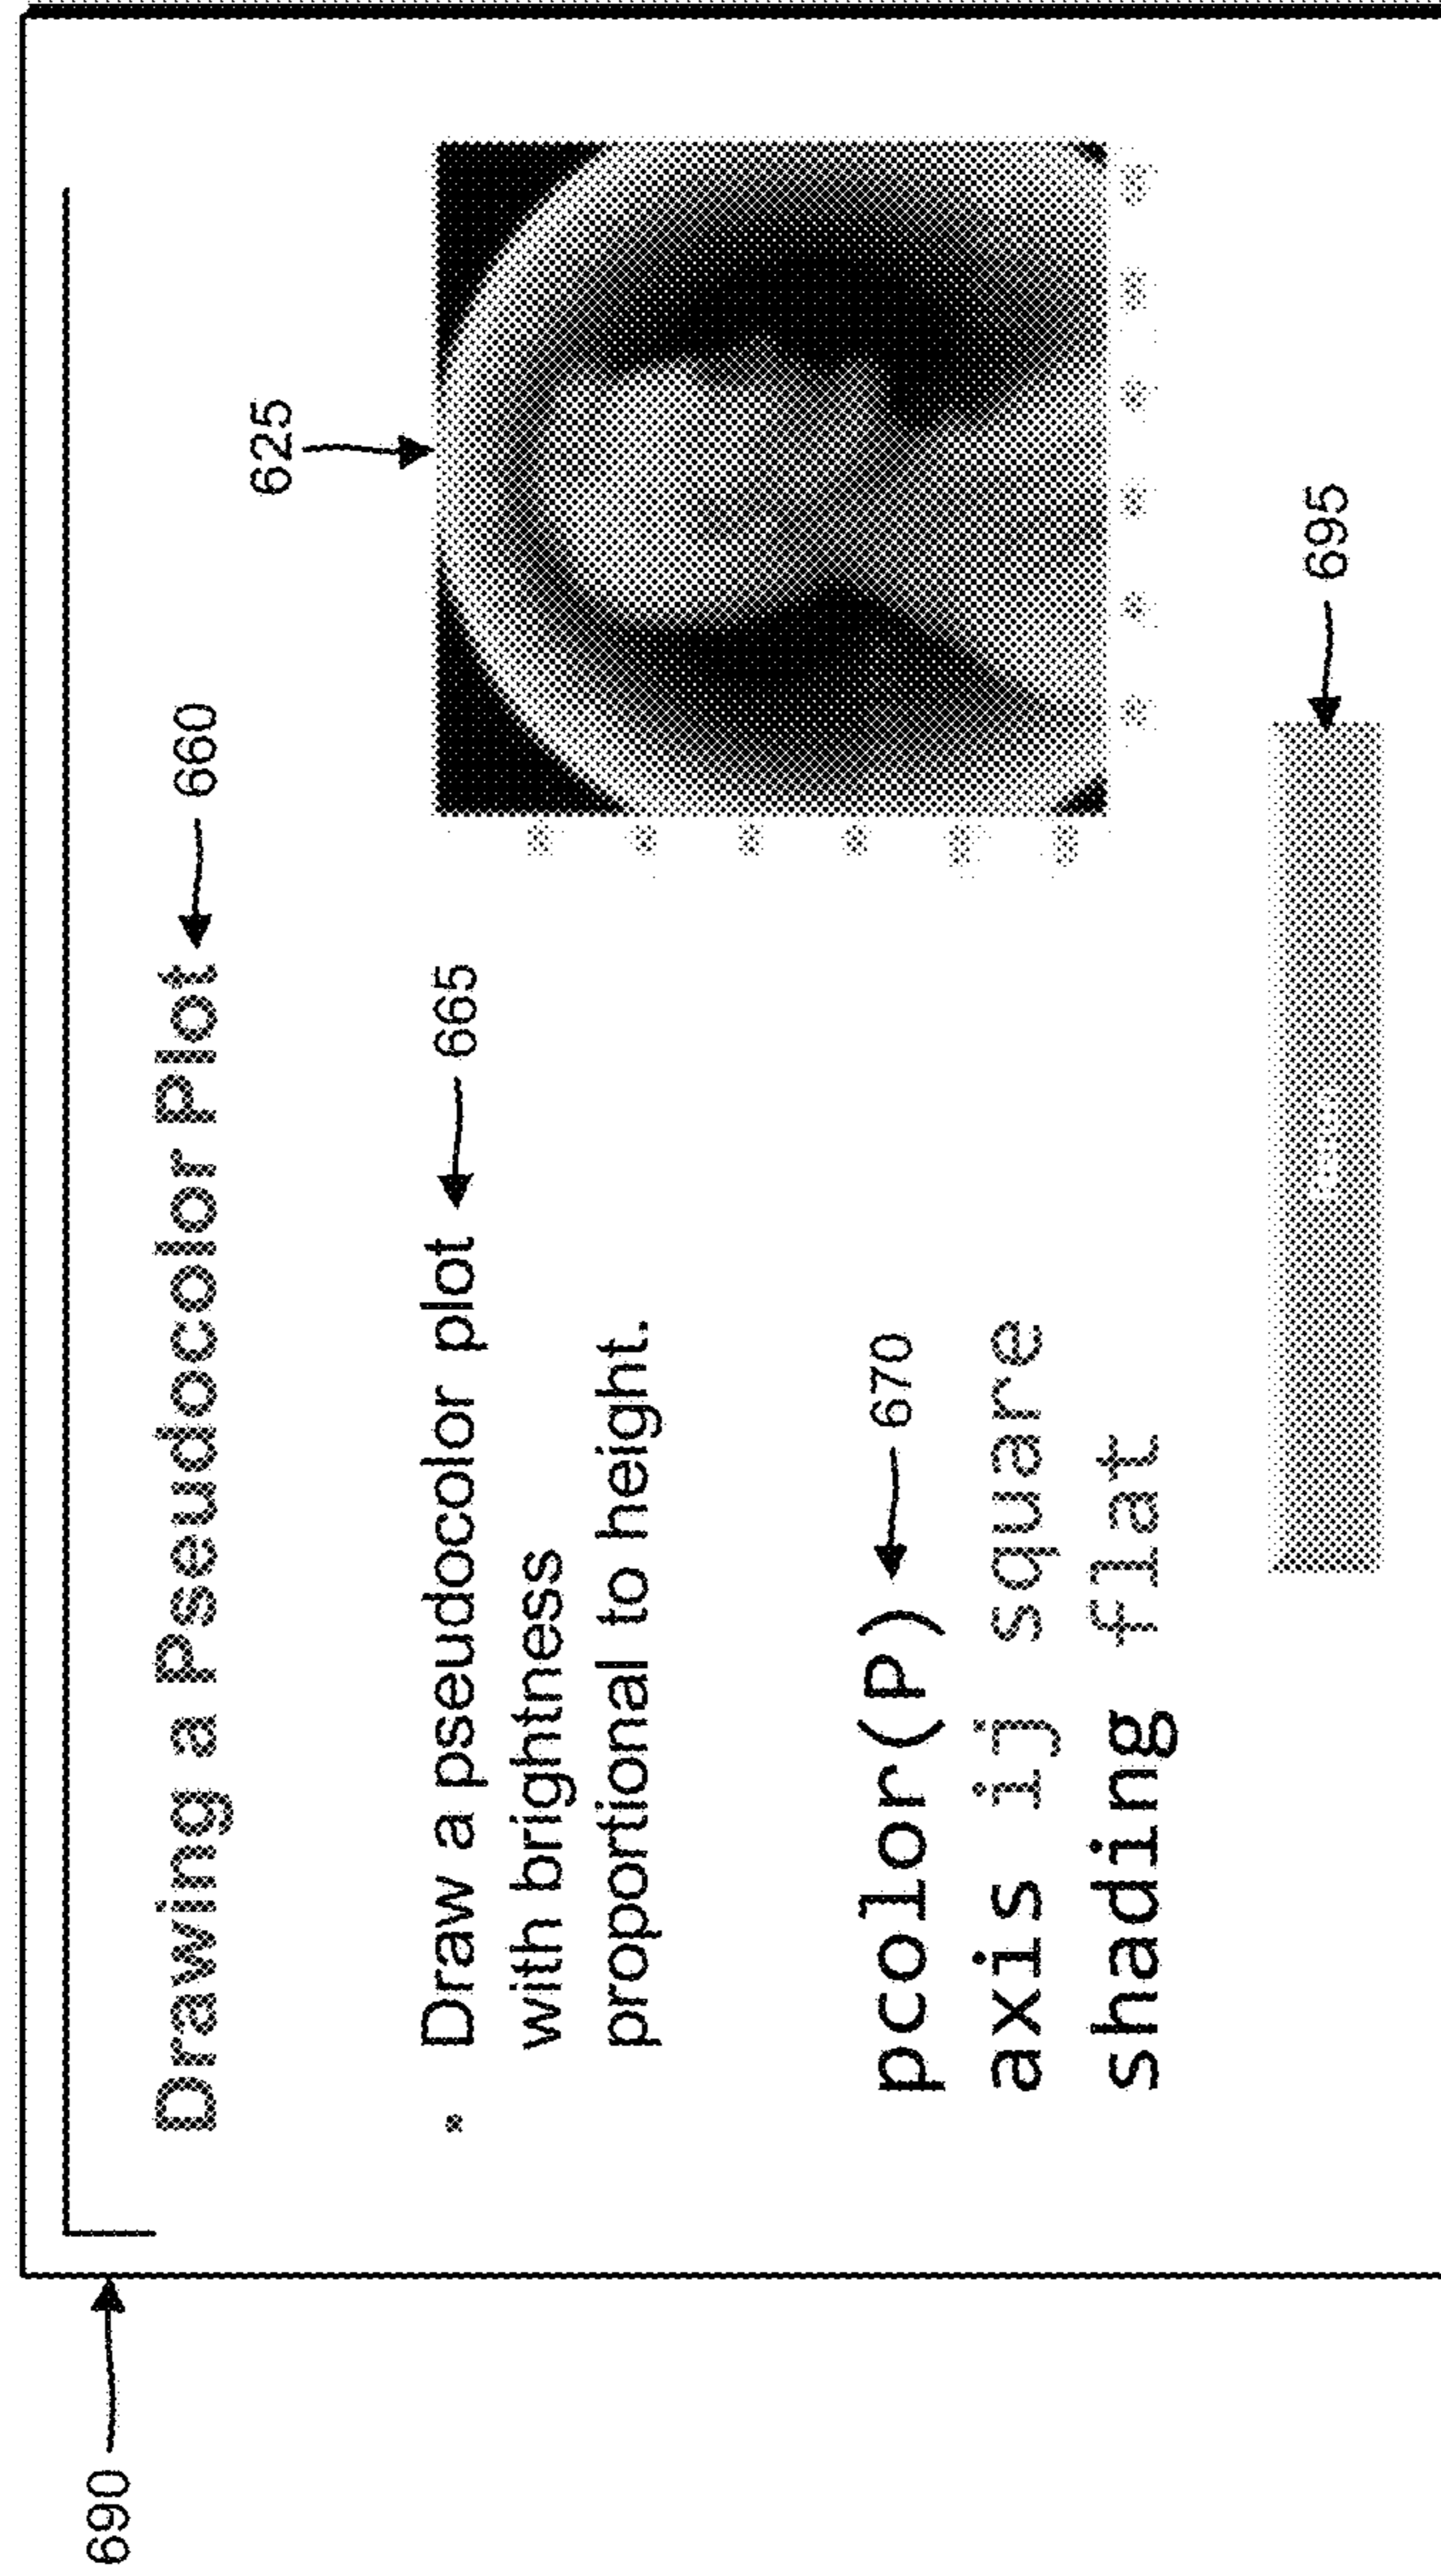 690
Drawing a Pseudocolor Plot 660
625
Draw a pseudocolor plot 665
with brightness
proportional to height.
pcolor(P) 670
axis ij square
shading flat
695